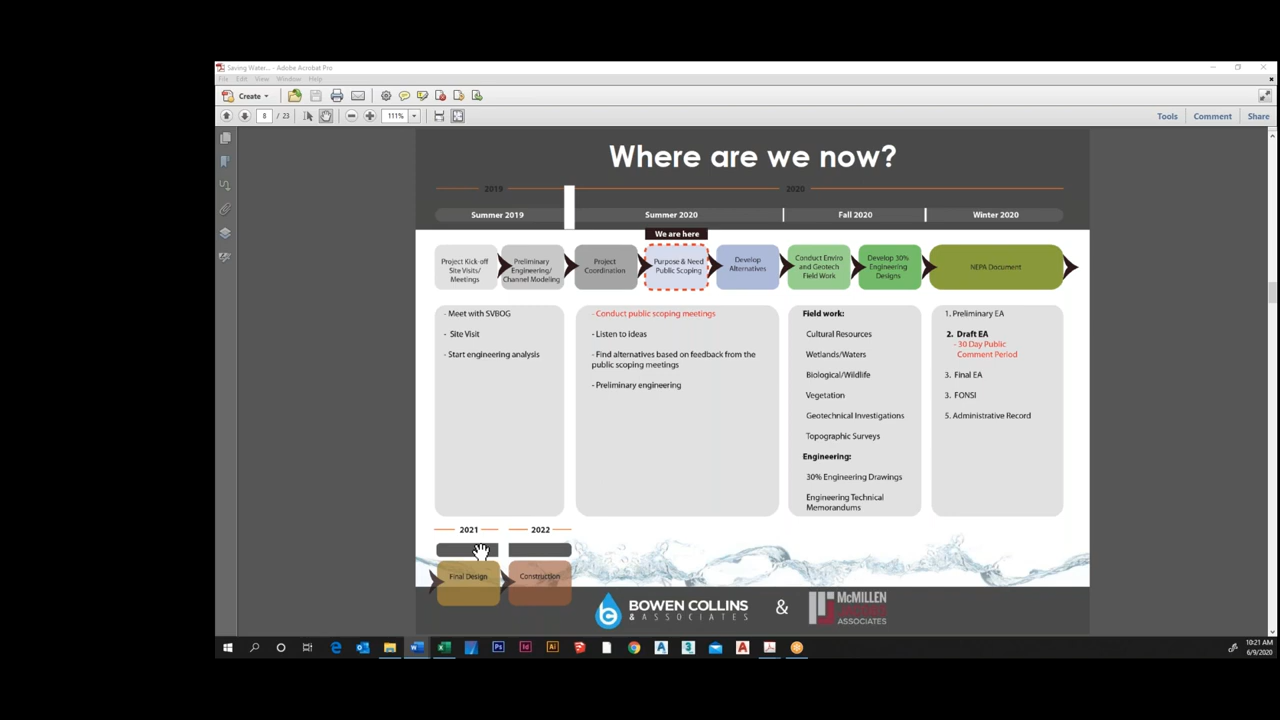 Saving Water... - Adobe Acrobat Pro
File Edit View Window Help
Create
8 / 23
111%
Tools Comment Share
Where are we now?
2019
2020
Summer 2019
Summer 2020
Fall 2020
Winter 2020
We are here
Project Kick-off
Site Visits/
Meetings
Preliminary
Engineering/
Channel Modeling
Project
Coordination
Purpose & Need
Public Scoping
Develop
Alternatives
Conduct Enviro
and Geotech
Field Work
Develop 30%
Engineering
Designs
NEPA Document
- Meet with SVBOG
- Site Visit
- Start engineering analysis
- Conduct public scoping meetings
- Listen to ideas
- Find alternatives based on feedback from the
public scoping meetings
- Preliminary engineering
Field work:
Cultural Resources
Wetlands/Waters
Biological/Wildlife
Vegetation
Geotechnical Investigations
Topographic Surveys
Engineering:
30% Engineering Drawings
Engineering Technical
Memorandums
1. Preliminary EA
2. Draft EA
- 30 Day Public
Comment Period
3. Final EA
3. FONSI
5. Administrative Record
2021
2022
Final Design
Construction
BOWEN COLLINS
& ASSOCIATES
&
McMILLEN
JACOBS
ASSOCIATES
10:21 AM
6/9/2020